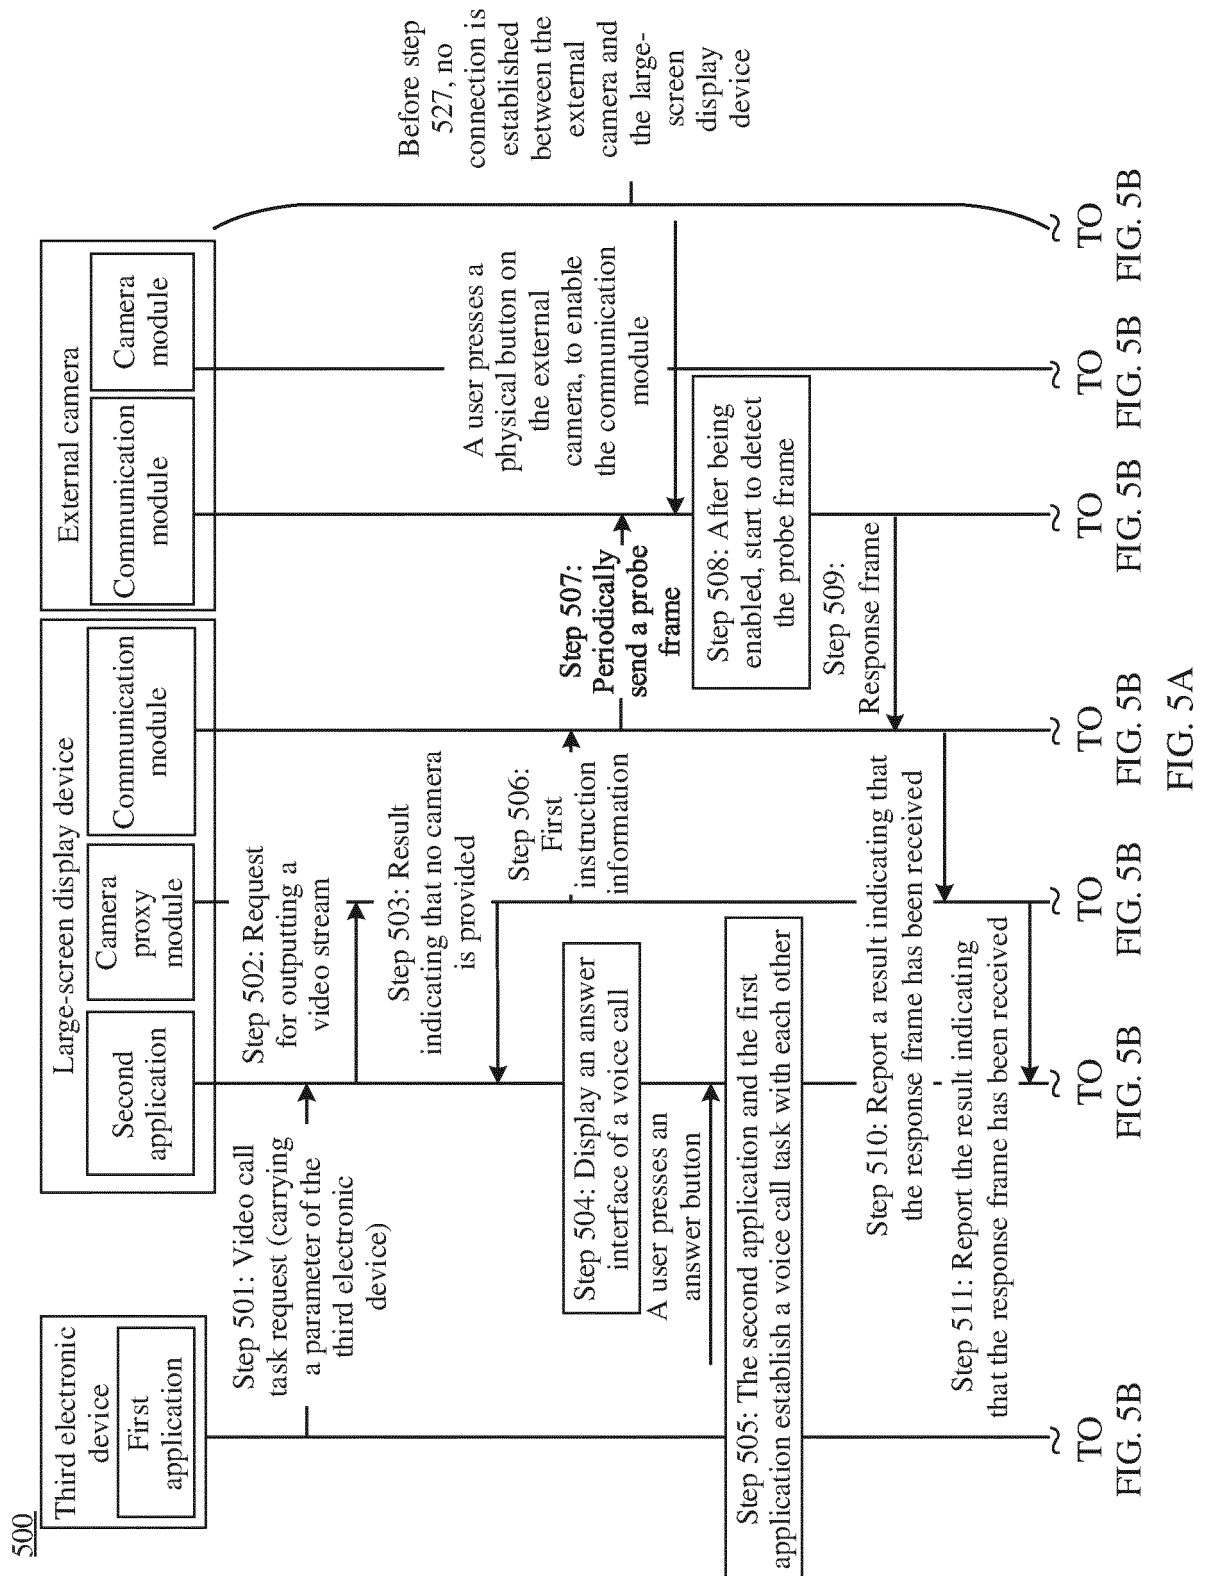 500
Third electronic
device
First
application
Large-screen display device
Second
application
Camera
proxy
module
Communication
module
External camera
Communication
module
Camera
module
Step 501: Video call
task request (carrying
a parameter of the
third electronic
device)
Step 502: Request
for outputting a
video stream
Step 503: Result
indicating that no camera
is provided
Step 504: Display an answer
interface of a voice call
A user presses an
answer button
Step 505: The second application and the first
application establish a voice call task with each other
Step 506:
First
instruction
information
Step 507:
Periodically
send a probe
frame
A user presses a
physical button on
the external
camera, to enable
the communication
module
Step 508: After being
enabled, start to detect
the probe frame
Step 509:
Response frame
Step 510: Report a result indicating that
the response frame has been received
Step 511: Report the result indicating
that the response frame has been received
Before step
527, no
connection is
established
between the
external
camera and
the large-
screen
display
device
TO
FIG. 5B
TO
FIG. 5B
TO
FIG. 5B
TO
FIG. 5B
TO
FIG. 5B
TO
FIG. 5B
TO
FIG. 5B
FIG. 5A